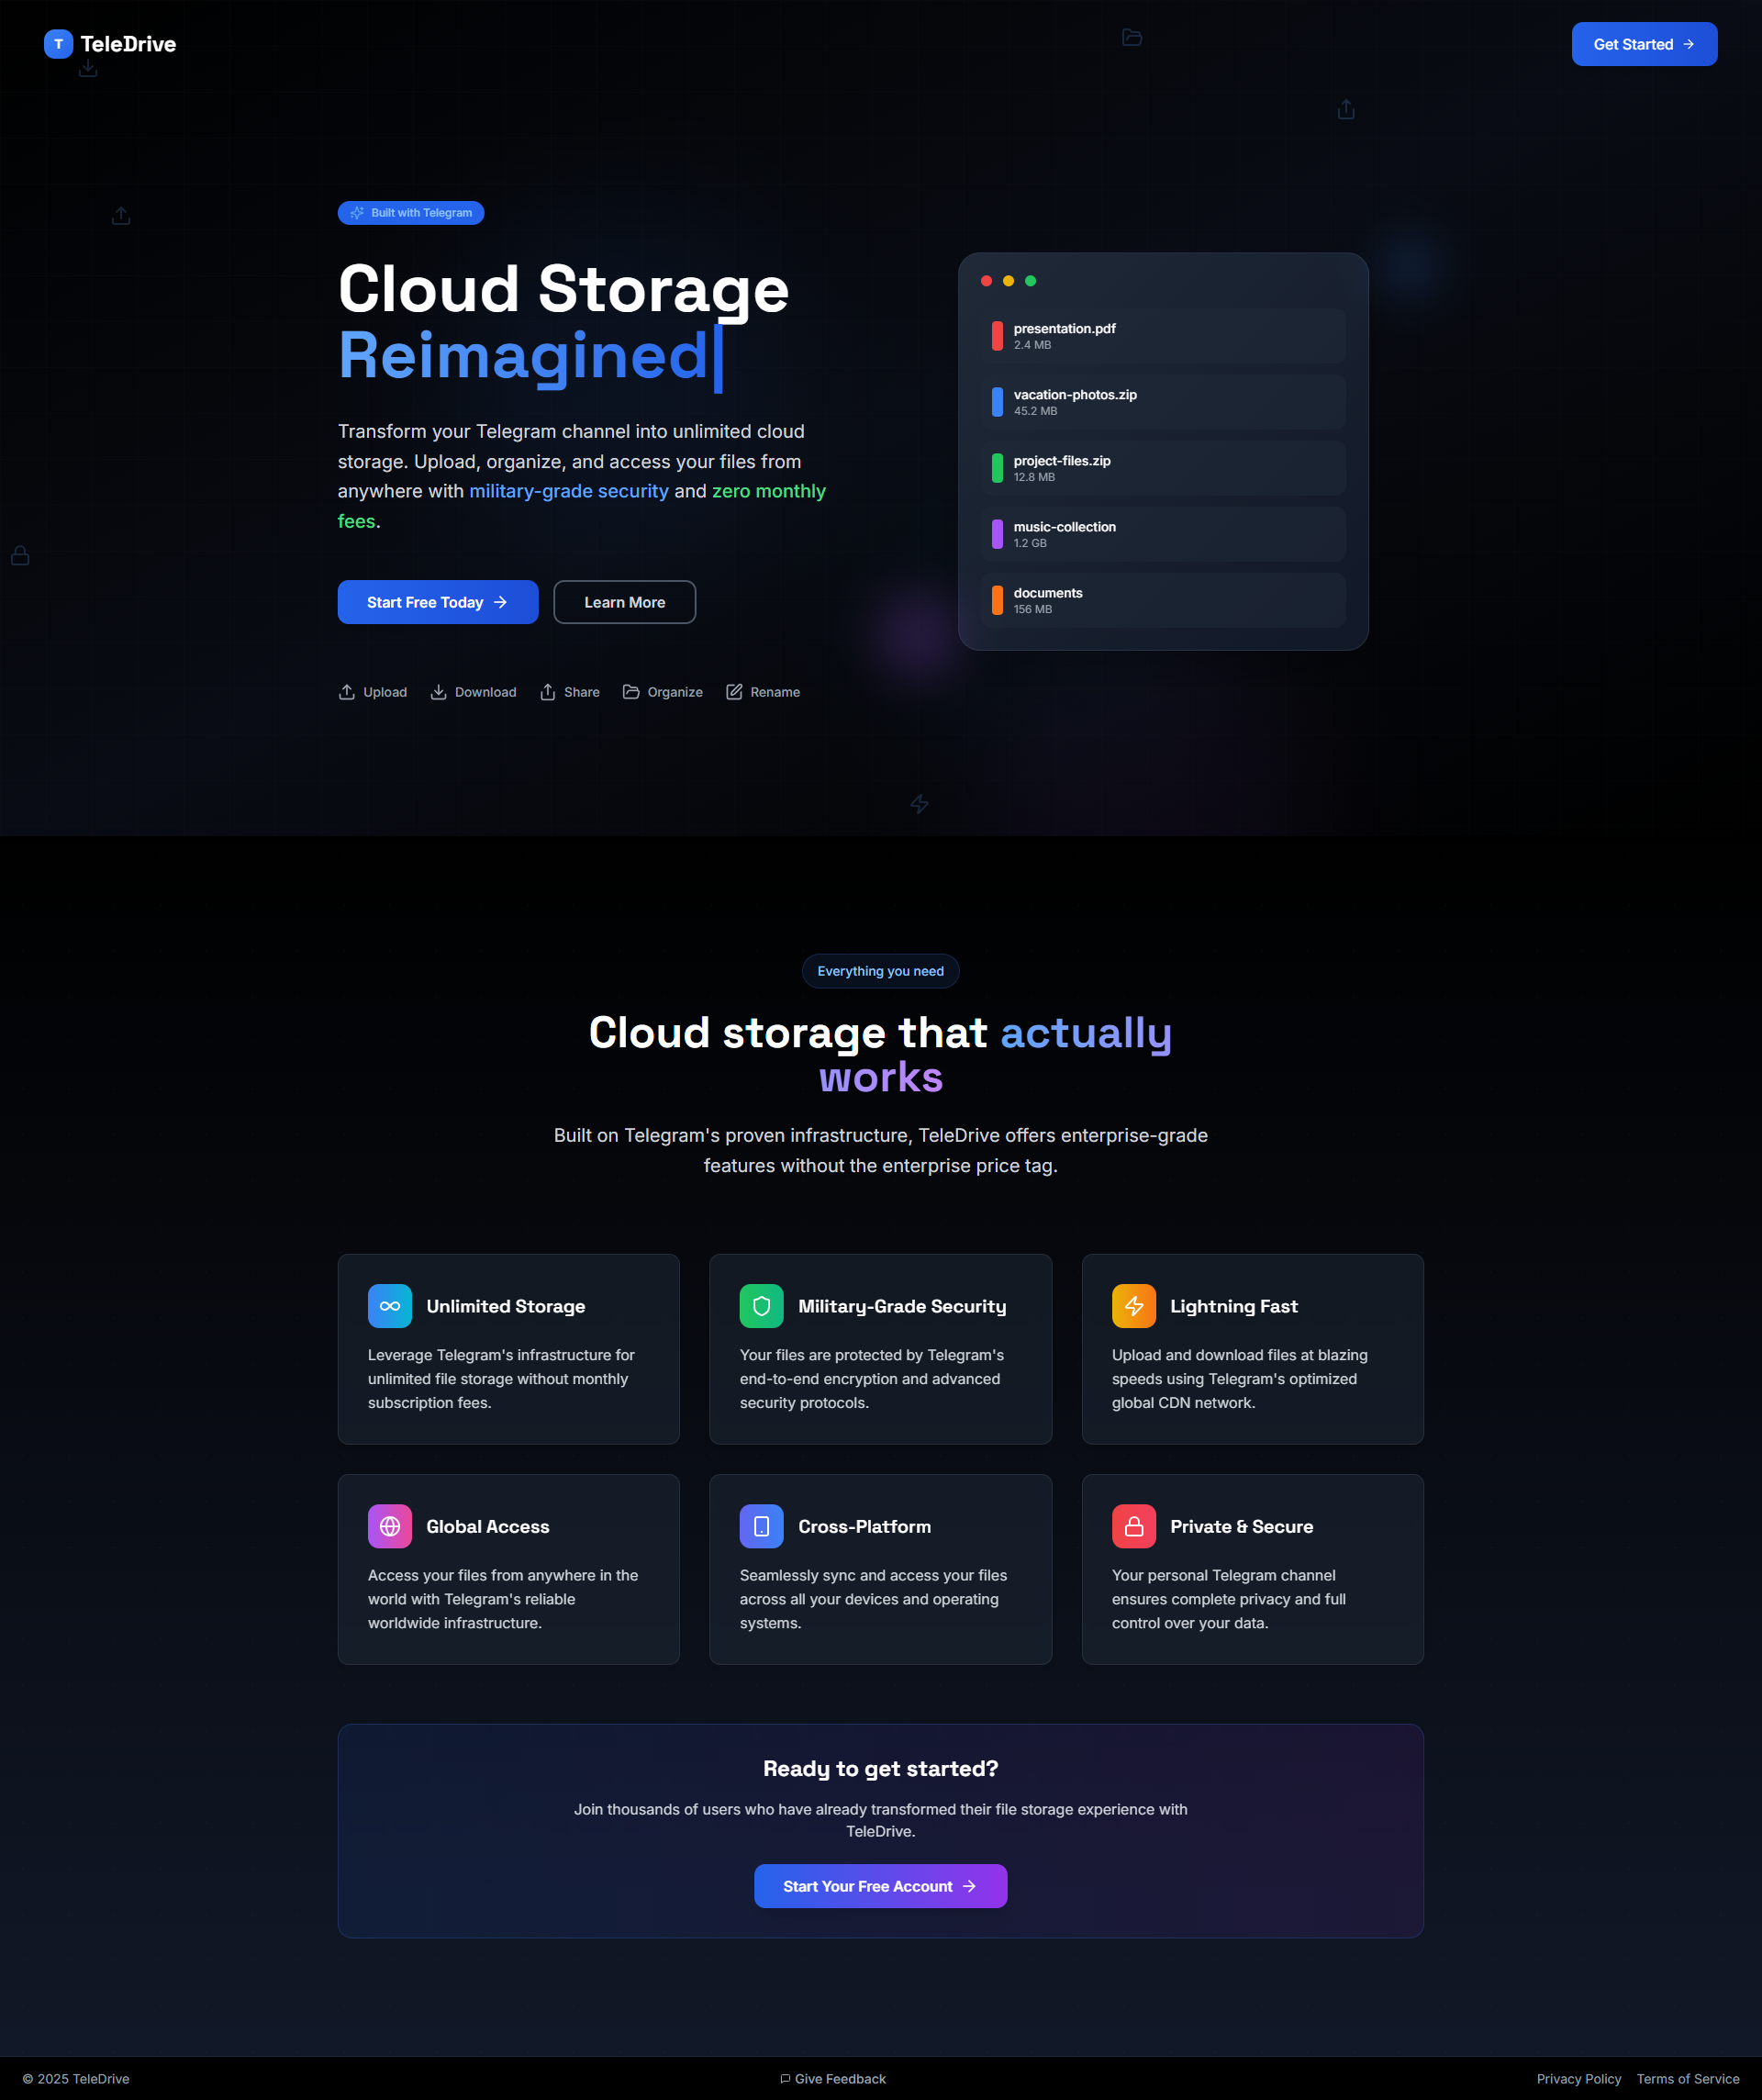 T TeleDrive
Get Started
Built with Telegram
Cloud Storage
Reimagined|
Transform your Telegram channel into unlimited cloud
storage. Upload, organize, and access your files from
anywhere with military-grade security and zero monthly
fees.
Start Free Today
Learn More
Upload
Download
Share
Organize
Rename
presentation.pdf
2.4 MB
vacation-photos.zip
45.2 MB
project-files.zip
12.8 MB
music-collection
1.2 GB
documents
156 MB
Everything you need
Cloud storage that actually
works
Built on Telegram's proven infrastructure, TeleDrive offers enterprise-grade
features without the enterprise price tag.
Unlimited Storage
Leverage Telegram's infrastructure for
unlimited file storage without monthly
subscription fees.
Military-Grade Security
Your files are protected by Telegram's
end-to-end encryption and advanced
security protocols.
Lightning Fast
Upload and download files at blazing
speeds using Telegram's optimized
global CDN network.
Global Access
Access your files from anywhere in the
world with Telegram's reliable
worldwide infrastructure.
Cross-Platform
Seamlessly sync and access your files
across all your devices and operating
systems.
Private & Secure
Your personal Telegram channel
ensures complete privacy and full
control over your data.
Ready to get started?
Join thousands of users who have already transformed their file storage experience with
TeleDrive.
Start Your Free Account
© 2025 TeleDrive
Give Feedback
Privacy Policy
Terms of Service